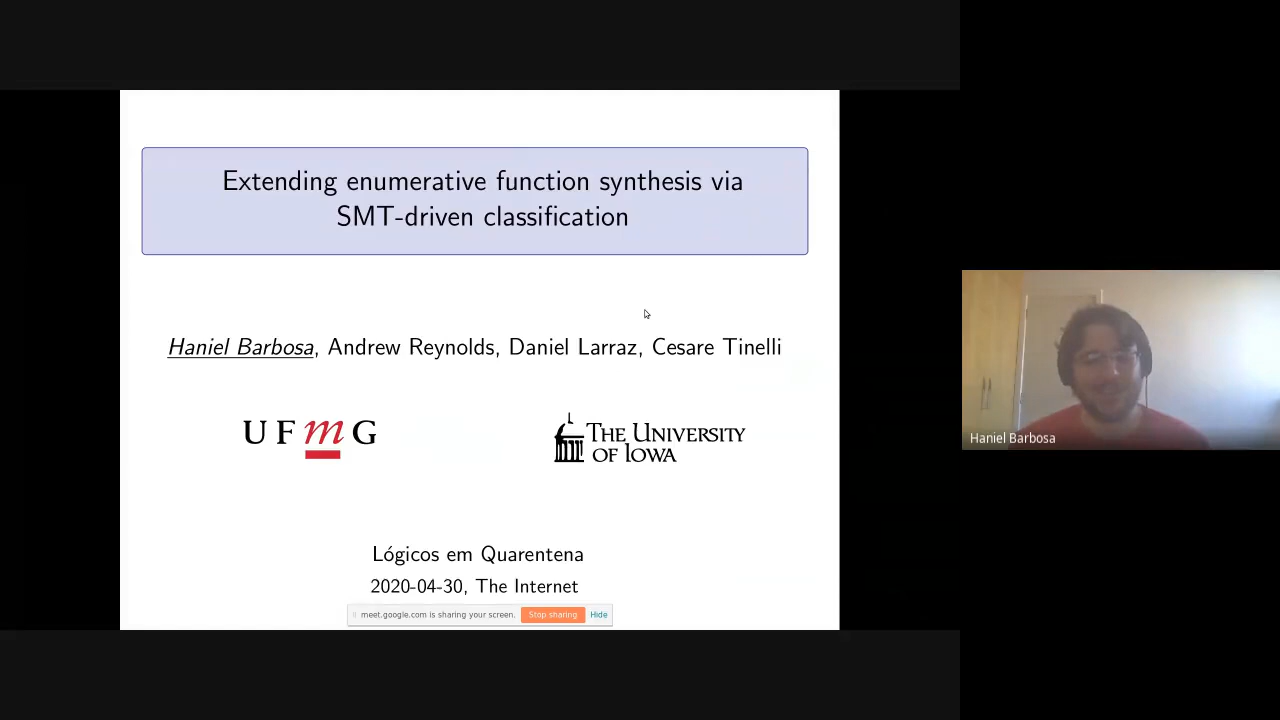 Extending enumerative function synthesis via
SMT-driven classification
Haniel Barbosa, Andrew Reynolds, Daniel Larraz, Cesare Tinelli
UFmG
THE UNIVERSITY
OF IOWA
Lógicos em Quarentena
2020-04-30, The Internet
meet.google.com is sharing your screen. Stop sharing Hide
Haniel Barbosa